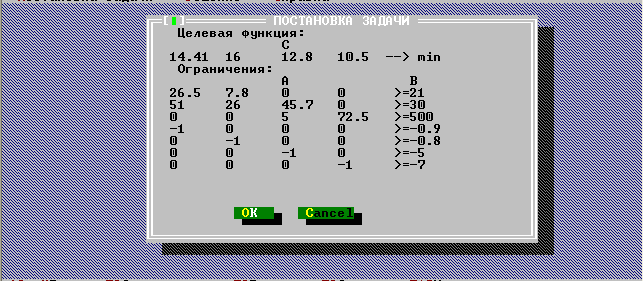 ПОСТАНОВКА ЗАДАЧИ
Целевая функция:
C
14.41 16 12.8 10.5 --> min
Ограничения:
A B
26.5 7.8 0 0 >=21
51 26 45.7 0 >=30
0 0 5 72.5 >=500
-1 0 0 0 >=-0.9
0 -1 0 0 >=-0.8
0 0 -1 0 >=-5
0 0 0 -1 >=-7
OK Cancel